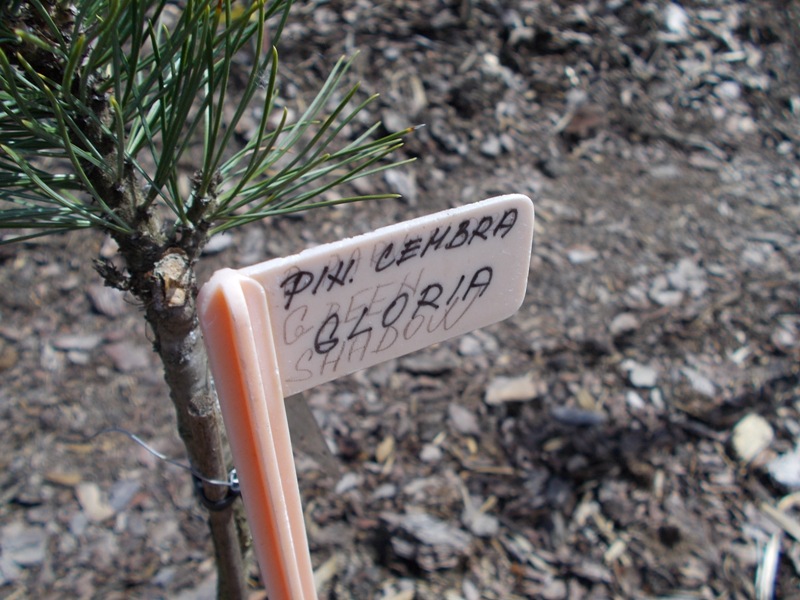 PIN. CEMBRA
GLORIA
GREEN
SHADOW